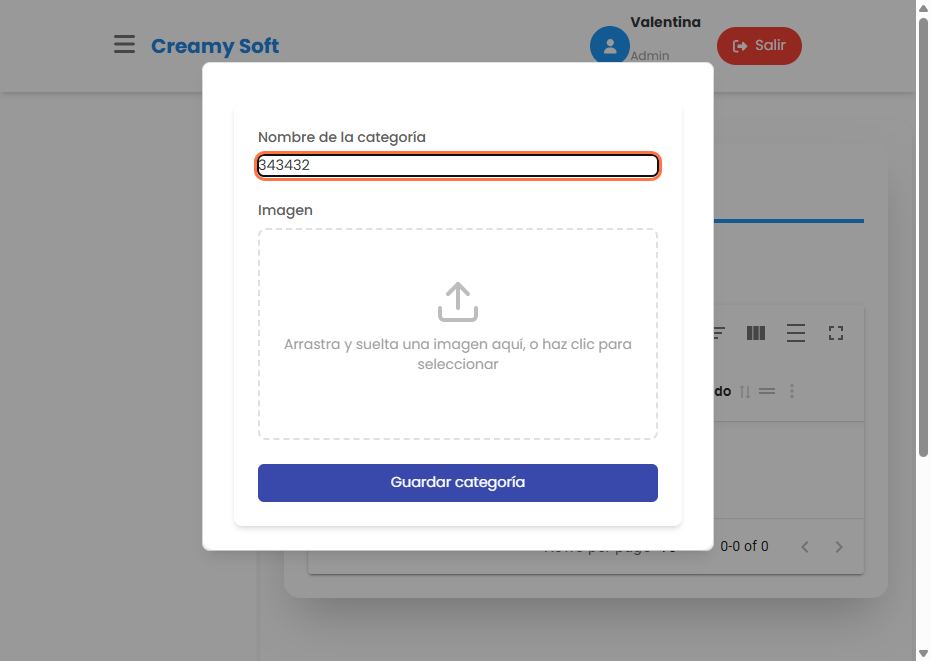 Valentina
Creamy Soft
Admin
Salir
Nombre de la categoría
343432
Imagen
Arrastra y suelta una imagen aquí, o haz clic para
seleccionar
do
Guardar categoría
0-0 of 0